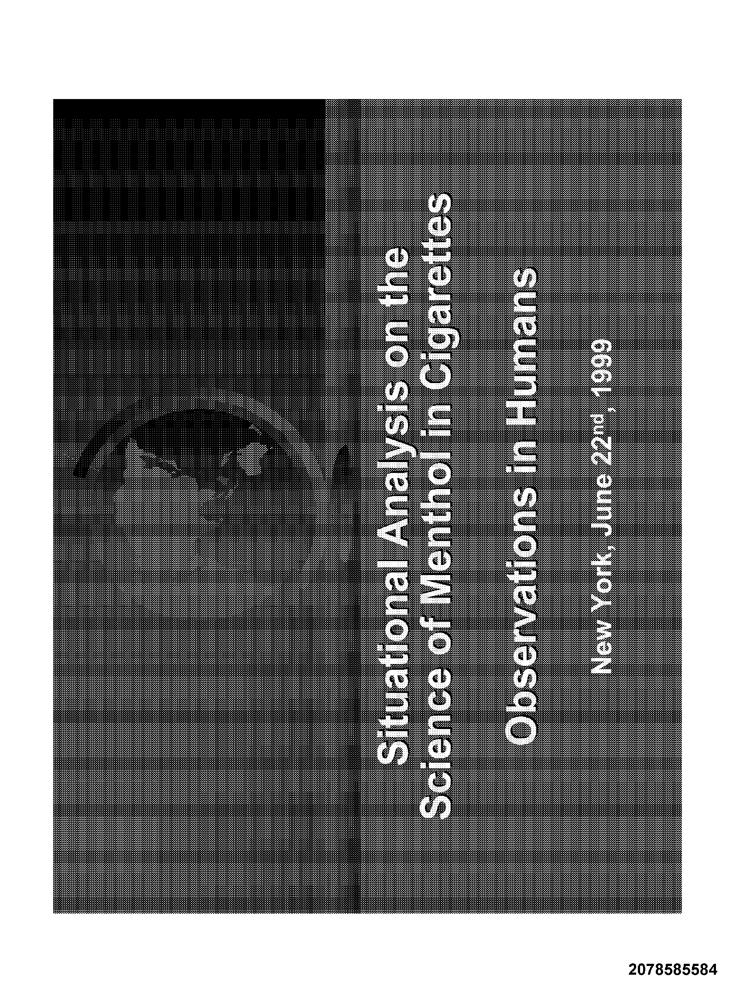 Situational Analysis on the
Science of Menthol in Cigarettes
Observations in Humans
New York, June 22nd, 1999
2078585584